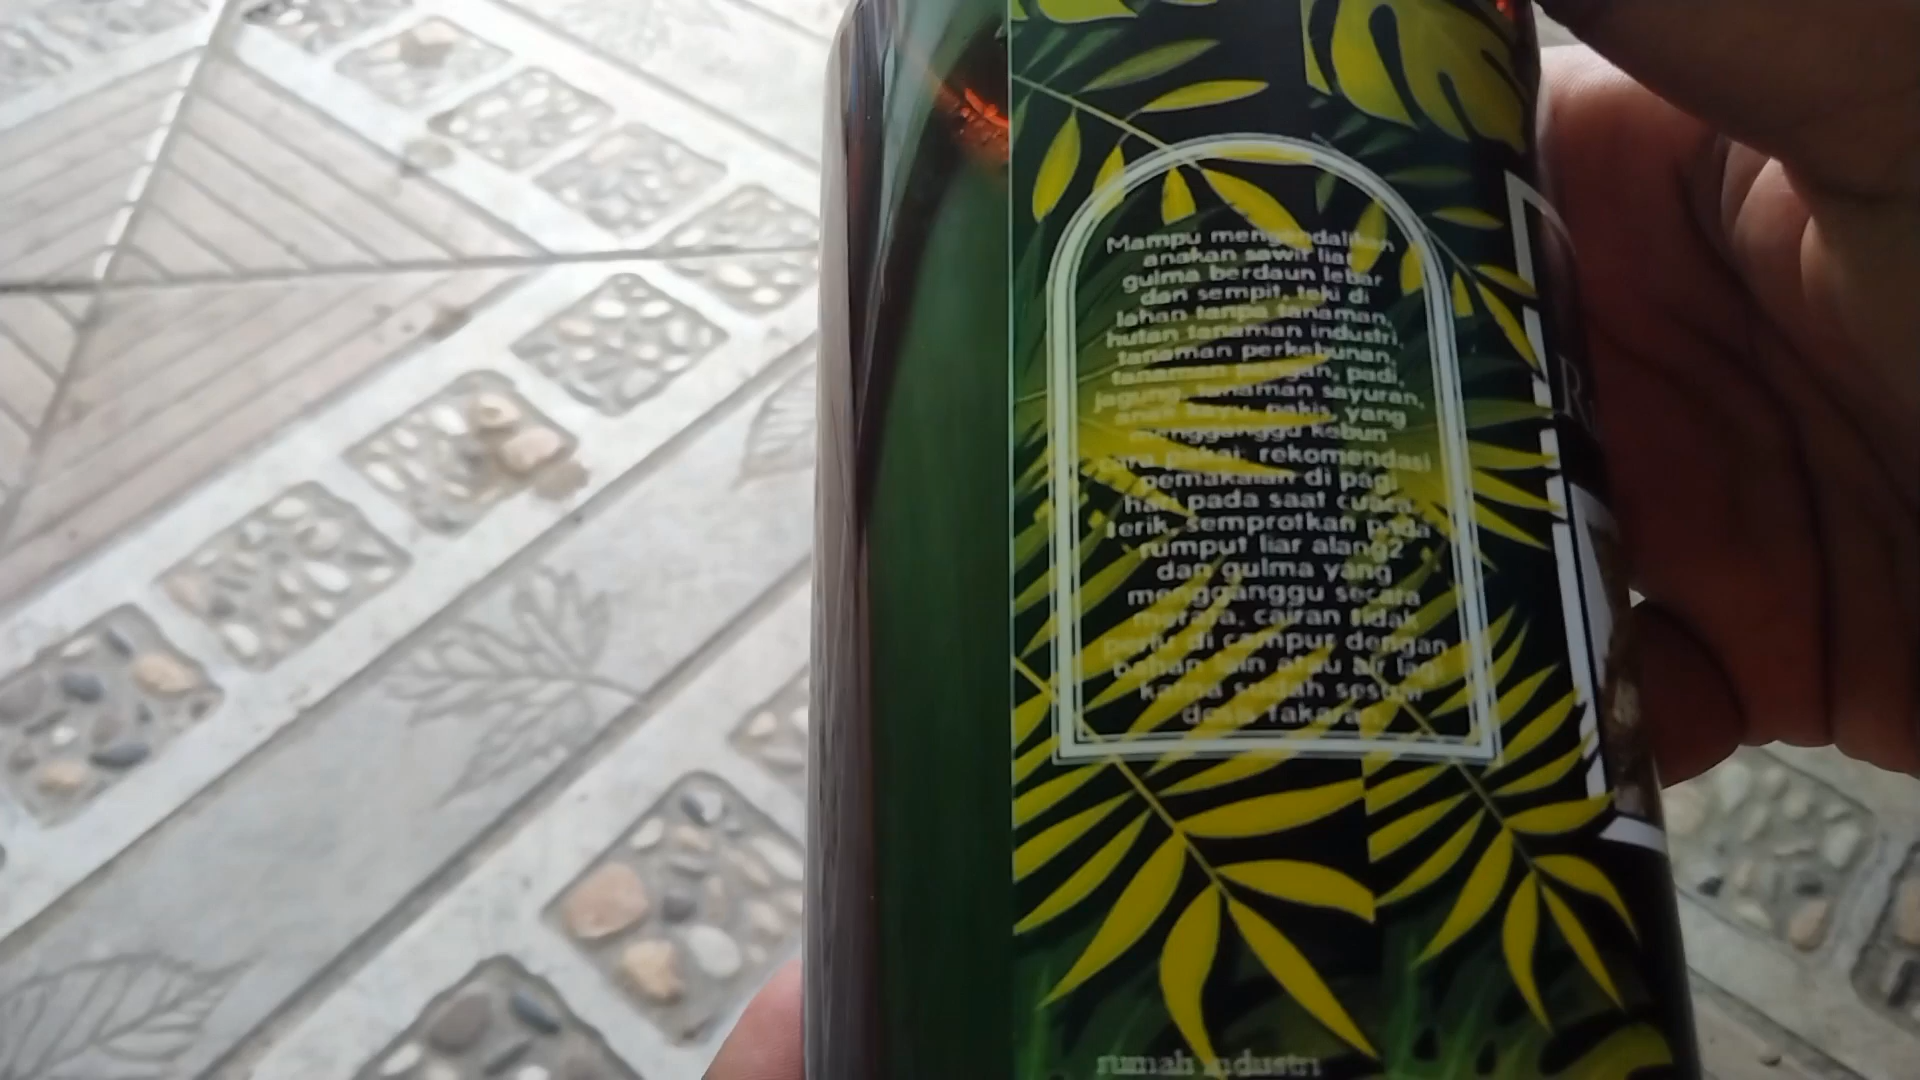 Mampu mengendalikan
anakan sawit liar
gulma berdaun lebar
dan sempit, teki di
lahan tanpa tanaman,
hutan tanaman industri,
tanaman perkebunan,
tanaman pangan, padi,
jagung, tanaman sayuran,
anak kayu, pakis, yang
mengganggu kebun
cara pakai: rekomendasi
pemakaian di pagi
hari pada saat cuaca
terik, semprotkan pada
rumput liar alang2
dan gulma yang
mengganggu secara
merata, cairan tidak
perlu di campur dengan
bahan lain atau air lagi
karna sudah sesuai
dosis takaran.
rumah industri